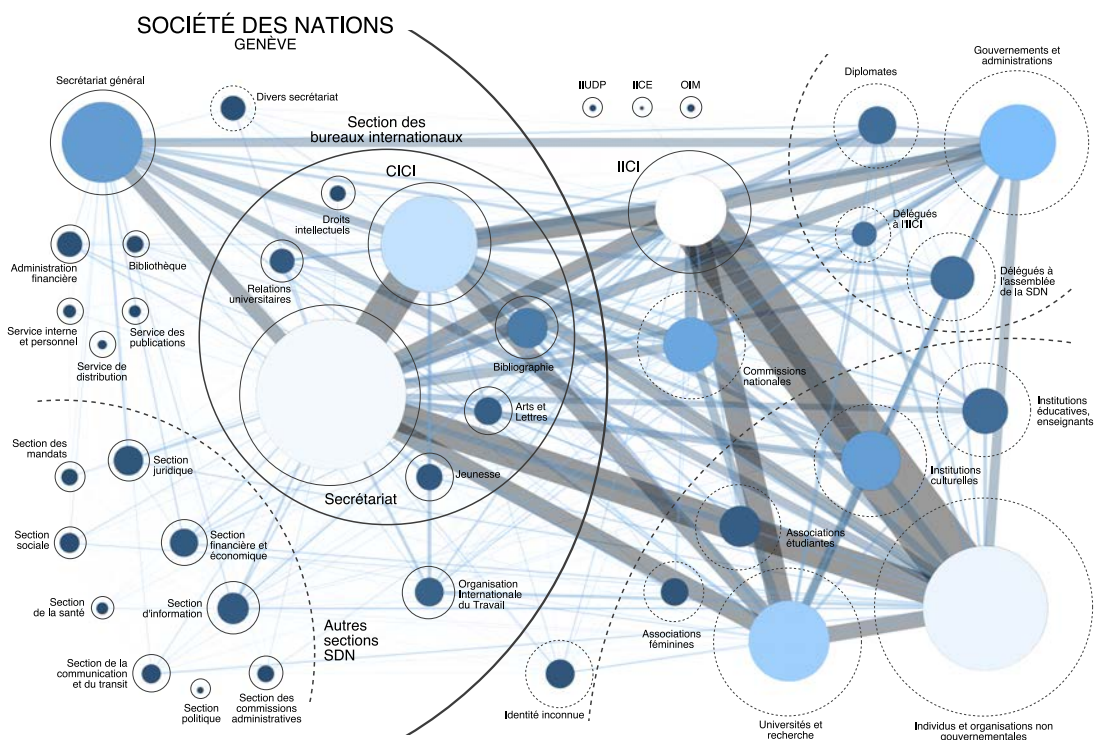 SOCIÉTÉ DES NATIONS
GENÈVE
Secrétariat général
Divers secrétariat
Section des
bureaux internationaux
CICI
Droits
intellectuels
Relations
universitaires
Administration
financière
Bibliothèque
Service interne
et personnel
Service des
publications
Service de
distribution
Bibliographie
Arts et
Lettres
Jeunesse
Secrétariat
Section des
mandats
Section
juridique
Section
sociale
Section
financière et
économique
Section
de la santé
Section
d'information
Section de la
communication
et du transit
Section
politique
Section des
commissions
administratives
Autres
sections
SDN
Organisation
Internationale
du Travail
Identité inconnue
IIUDP
IICE
OIM
IICI
Commissions
nationales
Diplomates
Gouvernements et
administrations
Délégués
à l'IICI
Délégués à
l'assemblée
de la SDN
Institutions
éducatives,
enseignants
Institutions
culturelles
Associations
étudiantes
Associations
féminines
Universités et
recherche
Individus et organisations non
gouvernementales